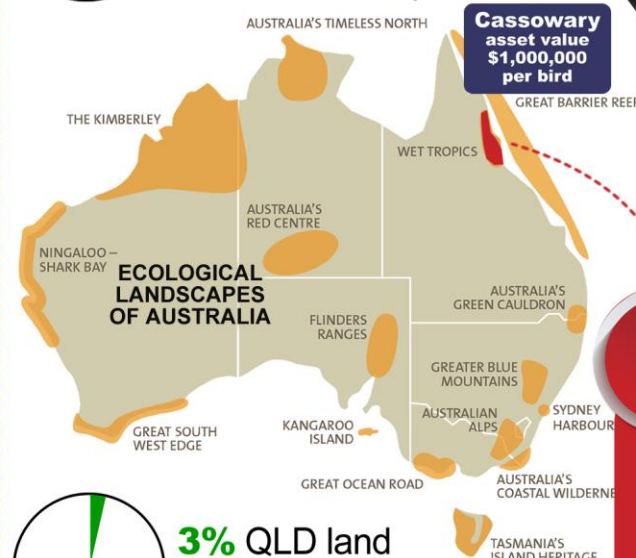 AUSTRALIA'S TIMELESS NORTH
Cassowary
asset value
$1,000,000
per bird
GREAT BARRIER REEF
THE KIMBERLEY
WET TROPICS
AUSTRALIA'S
RED CENTRE
NINGALOO –
SHARK BAY
ECOLOGICAL
LANDSCAPES
OF AUSTRALIA
AUSTRALIA'S
GREEN CAULDRON
FLINDERS
RANGES
GREATER BLUE
MOUNTAINS
AUSTRALIAN
ALPS
SYDNEY
HARBOUR
KANGAROO
ISLAND
GREAT SOUTH
WEST EDGE
GREAT OCEAN ROAD
AUSTRALIA'S
COASTAL WILDERNE
TASMANIA'S
ISLAND HERITAGE
3% QLD land